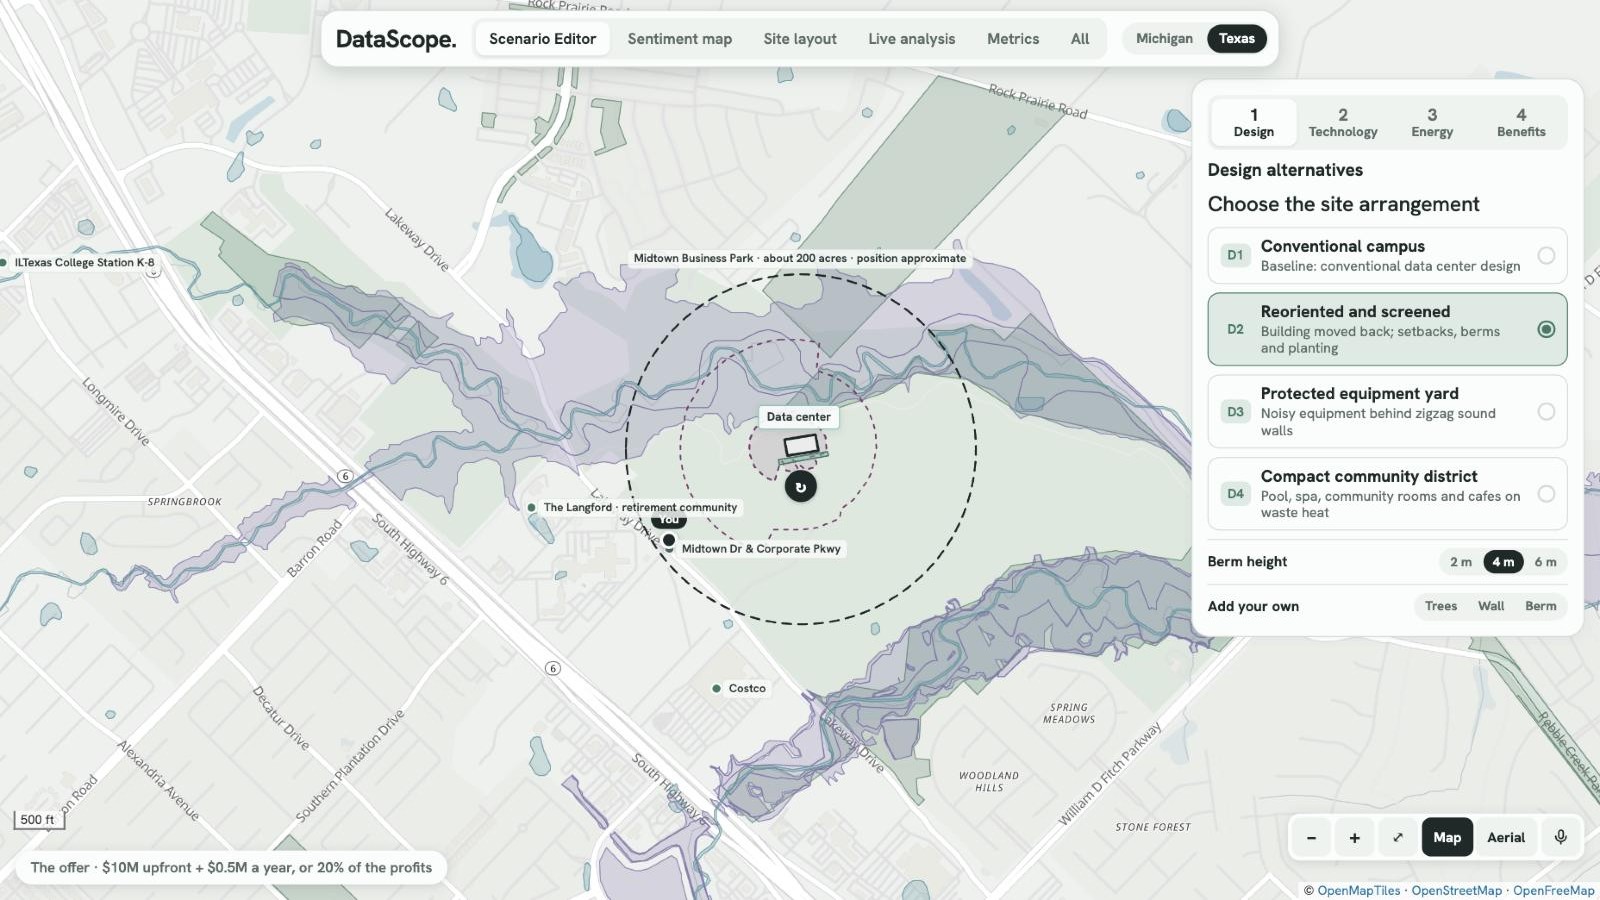 Rock Prairie Road
DataScope.
Scenario Editor
Sentiment map
Site layout
Live analysis
Metrics
All
Michigan
Texas
Rock Prairie Road
1
Design
2
Technology
3
Energy
4
Benefits
Design alternatives
Choose the site arrangement
D1
Conventional campus
Baseline: conventional data center design
D2
Reoriented and screened
Building moved back; setbacks, berms
and planting
D3
Protected equipment yard
Noisy equipment behind zigzag sound
walls
D4
Compact community district
Pool, spa, community rooms and cafes on
waste heat
Berm height
2 m
4 m
6 m
Add your own
Trees
Wall
Berm
Lakeway Drive
ILTexas College Station K-8
Midtown Business Park · about 200 acres · position approximate
Longmire Drive
Data center
6
SPRINGBROOK
The Langford · retirement community
You
Midtown Dr & Corporate Pkwy
Barron Road
South Highway 6
6
Costco
Decatur Drive
SPRING
MEADOWS
Lakeway Drive
Alexandria Avenue
Southern Plantation Drive
South Highway 6
WOODLAND
HILLS
William D Fitch Parkway
STONE FOREST
500 ft
The offer · $10M upfront + $0.5M a year, or 20% of the profits
−
+
Map
Aerial
© OpenMapTiles · OpenStreetMap · OpenFreeMap